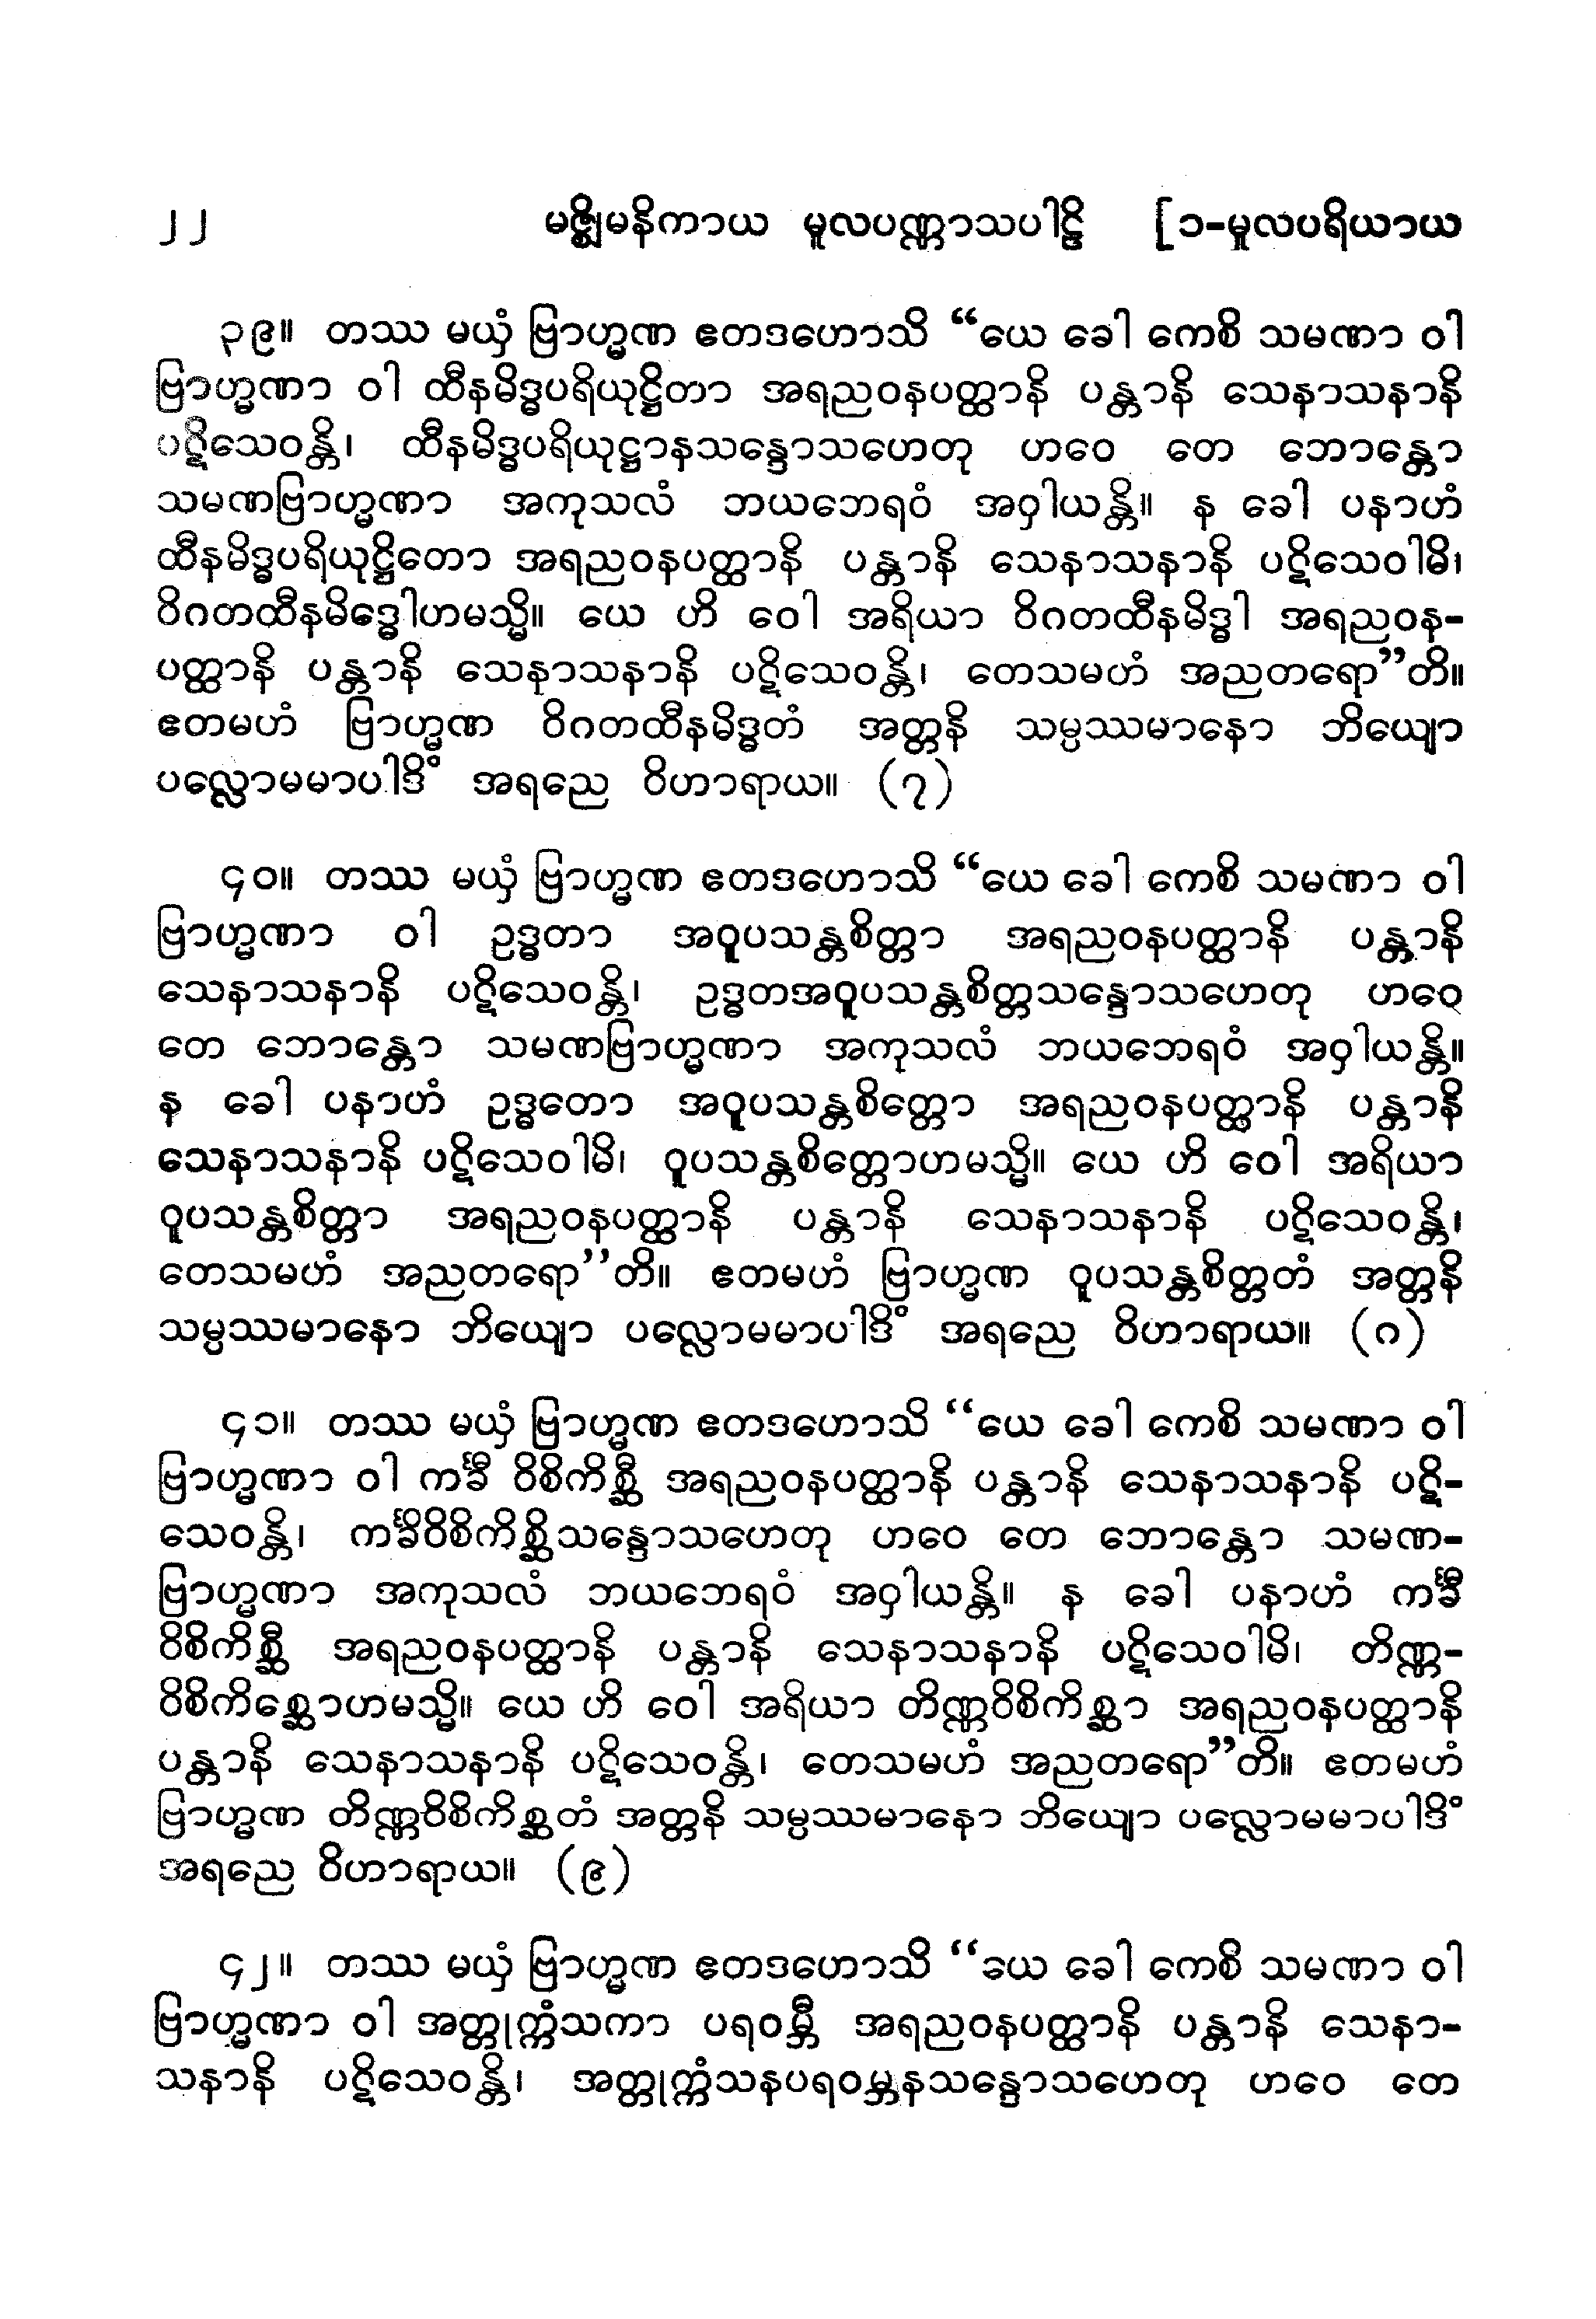 ၂၂ မဇ္ဈိမနိကာယ မူလပဏ္ဏာသပါဠိ [၁-မူလပရိယာယ
၃၉။ တဿ မယှံ ဗြာဟ္မဏ ဧတဒဟောသိ “ယေ ခေါ ကေစိ သမဏာ ဝါ
ဗြာဟ္မဏာ ဝါ ထိနမိဒ္ဓပရိယုဋ္ဌိတာ အရညဝနပတ္ထာနိ ပန္တာနိ သေနာသနာနိ
ပဋိသေဝန္တိ၊ ထိနမိဒ္ဓပရိယုဋ္ဌာနသန္ဒောသဟေတု ဟဝေ တေ ဘောန္တော
သမဏဗြာဟ္မဏာ အကုသလံ ဘယဘေရဝံ အဝှါယန္တိ။ န ခေါ ပနာဟံ
ထိနမိဒ္ဓပရိယုဋ္ဌိတော အရညဝနပတ္ထာနိ ပန္တာနိ သေနာသနာနိ ပဋိသေဝါမိ၊
ဝိဂတထိနမိဒ္ဓေါဟမသ္မိ။ ယေ ဟိ ဝေါ အရိယာ ဝိဂတထိနမိဒ္ဓါ အရညဝန-
ပတ္ထာနိ ပန္တာနိ သေနာသနာနိ ပဋိသေဝန္တိ၊ တေသမဟံ အညတရော”တိ။
ဧတမဟံ ဗြာဟ္မဏ ဝိဂတထိနမိဒ္ဓတံ အတ္တနိ သမ္ပဿမာနော ဘိယျော
ပလ္လောမမာပါဒိံ အရညေ ဝိဟာရာယ။ (၇)
၄၀။ တဿ မယှံ ဗြာဟ္မဏ ဧတဒဟောသိ “ယေ ခေါ ကေစိ သမဏာ ဝါ
ဗြာဟ္မဏာ ဝါ ဥဒ္ဓတာ အဝူပသန္တစိတ္တာ အရညဝနပတ္ထာနိ ပန္တာနိ
သေနာသနာနိ ပဋိသေဝန္တိ၊ ဥဒ္ဓတအဝူပသန္တစိတ္တသန္ဒောသဟေတု ဟဝေ
တေ ဘောန္တော သမဏဗြာဟ္မဏာ အကုသလံ ဘယဘေရဝံ အဝှါယန္တိ။
န ခေါ ပနာဟံ ဥဒ္ဓတော အဝူပသန္တစိတ္တော အရညဝနပတ္ထာနိ ပန္တာနိ
သေနာသနာနိ ပဋိသေဝါမိ၊ ဝူပသန္တစိတ္တောဟမသ္မိ။ ယေ ဟိ ဝေါ အရိယာ
ဝူပသန္တစိတ္တာ အရညဝနပတ္ထာနိ ပန္တာနိ သေနာသနာနိ ပဋိသေဝန္တိ၊
တေသမဟံ အညတရော”တိ။ ဧတမဟံ ဗြာဟ္မဏ ဝူပသန္တစိတ္တတံ အတ္တနိ
သမ္ပဿမာနော ဘိယျော ပလ္လောမမာပါဒိံ အရညေ ဝိဟာရာယ။ (၈)
၄၁။ တဿ မယှံ ဗြာဟ္မဏ ဧတဒဟောသိ “ယေ ခေါ ကေစိ သမဏာ ဝါ
ဗြာဟ္မဏာ ဝါ ကင်္ခီ ဝိစိကိစ္ဆီ အရညဝနပတ္ထာနိ ပန္တာနိ သေနာသနာနိ ပဋိ-
သေဝန္တိ၊ ကင်္ခိဝိစိကိစ္ဆိသန္ဒောသဟေတု ဟဝေ တေ ဘောန္တော သမဏ-
ဗြာဟ္မဏာ အကုသလံ ဘယဘေရဝံ အဝှါယန္တိ။ န ခေါ ပနာဟံ ကင်္ခီ
ဝိစိကိစ္ဆီ အရညဝနပတ္ထာနိ ပန္တာနိ သေနာသနာနိ ပဋိသေဝါမိ၊ တိဏ္ဏ-
ဝိစိကိစ္ဆောဟမသ္မိ။ ယေ ဟိ ဝေါ အရိယာ တိဏ္ဏဝိစိကိစ္ဆာ အရညဝနပတ္ထာနိ
ပန္တာနိ သေနာသနာနိ ပဋိသေဝန္တိ၊ တေသမဟံ အညတရော”တိ။ ဧတမဟံ
ဗြာဟ္မဏ တိဏ္ဏဝိစိကိစ္ဆတံ အတ္တနိ သမ္ပဿမာနော ဘိယျော ပလ္လောမမာပါဒိံ
အရညေ ဝိဟာရာယ။ (၉)
၄၂။ တဿ မယှံ ဗြာဟ္မဏ ဧတဒဟောသိ “ယေ ခေါ ကေစိ သမဏာ ဝါ
ဗြာဟ္မဏာ ဝါ အတ္တုက္ကံသကာ ပရဝမ္ဘီ အရညဝနပတ္ထာနိ ပန္တာနိ သေနာ-
သနာနိ ပဋိသေဝန္တိ၊ အတ္တုက္ကံသနပရဝမ္ဘနသန္ဒောသဟေတု ဟဝေ တေ